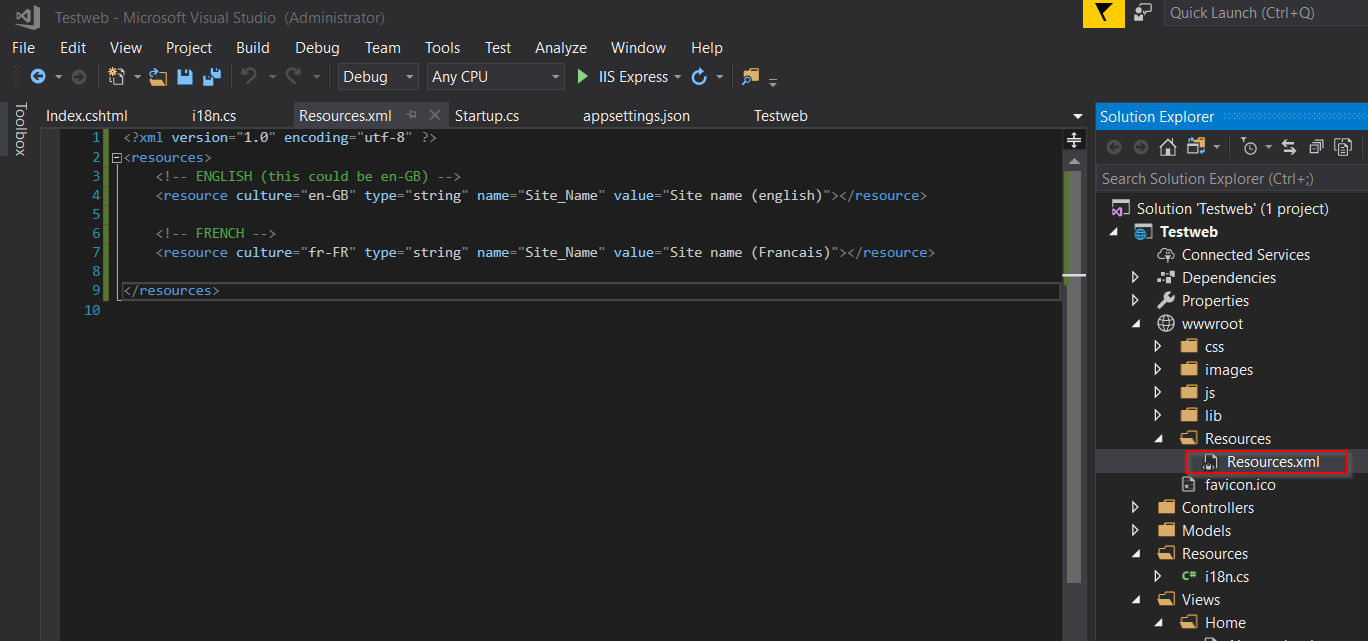 Testweb - Microsoft Visual Studio (Administrator)
Quick Launch (Ctrl+Q)
File Edit View Project Build Debug Team Tools Test Analyze Window Help
Debug Any CPU IIS Express
Toolbox
Index.cshtml i18n.cs Resources.xml Startup.cs appsettings.json Testweb
1 <?xml version="1.0" encoding="utf-8" ?>
2 <resources>
3 <!-- ENGLISH (this could be en-GB) -->
4 <resource culture="en-GB" type="string" name="Site_Name" value="Site name (english)"></resource>
5
6 <!-- FRENCH -->
7 <resource culture="fr-FR" type="string" name="Site_Name" value="Site name (Francais)"></resource>
8
9 </resources>
10
Solution Explorer
Search Solution Explorer (Ctrl+;)
Solution 'Testweb' (1 project)
Testweb
Connected Services
Dependencies
Properties
wwwroot
css
images
js
lib
Resources
Resources.xml
favicon.ico
Controllers
Models
Resources
C# i18n.cs
Views
Home